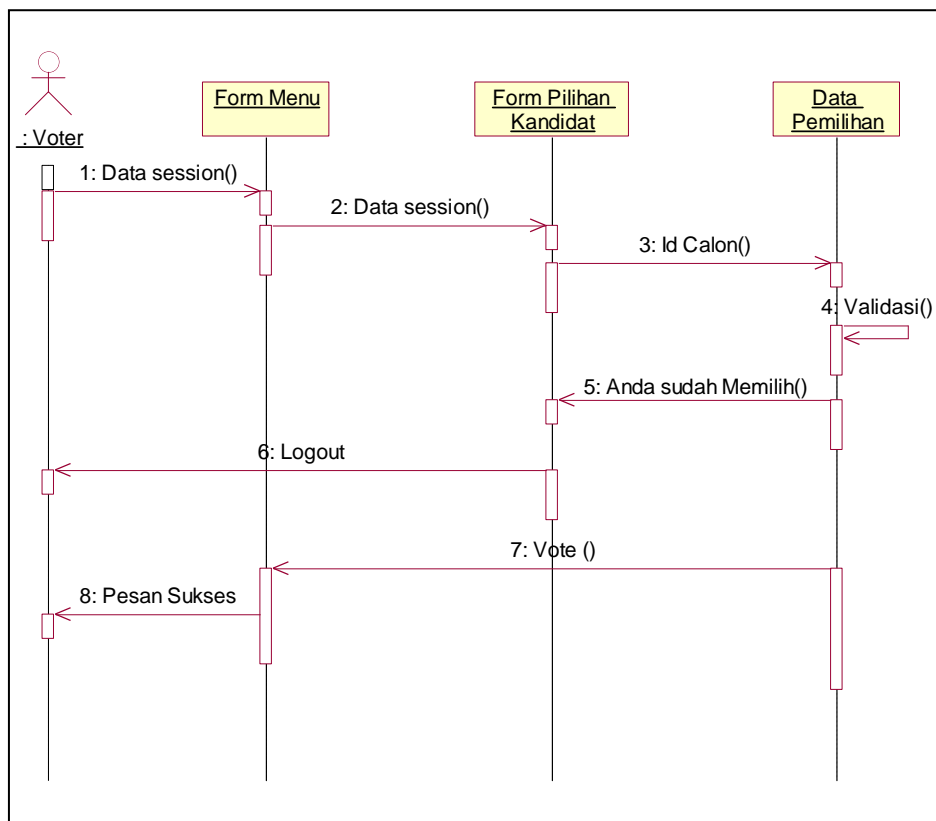 : Voter
Form Menu
Form Pilihan
Kandidat
Data
Pemilihan
1: Data session()
2: Data session()
3: Id Calon()
4: Validasi()
5: Anda sudah Memilih()
6: Logout
7: Vote ()
8: Pesan Sukses